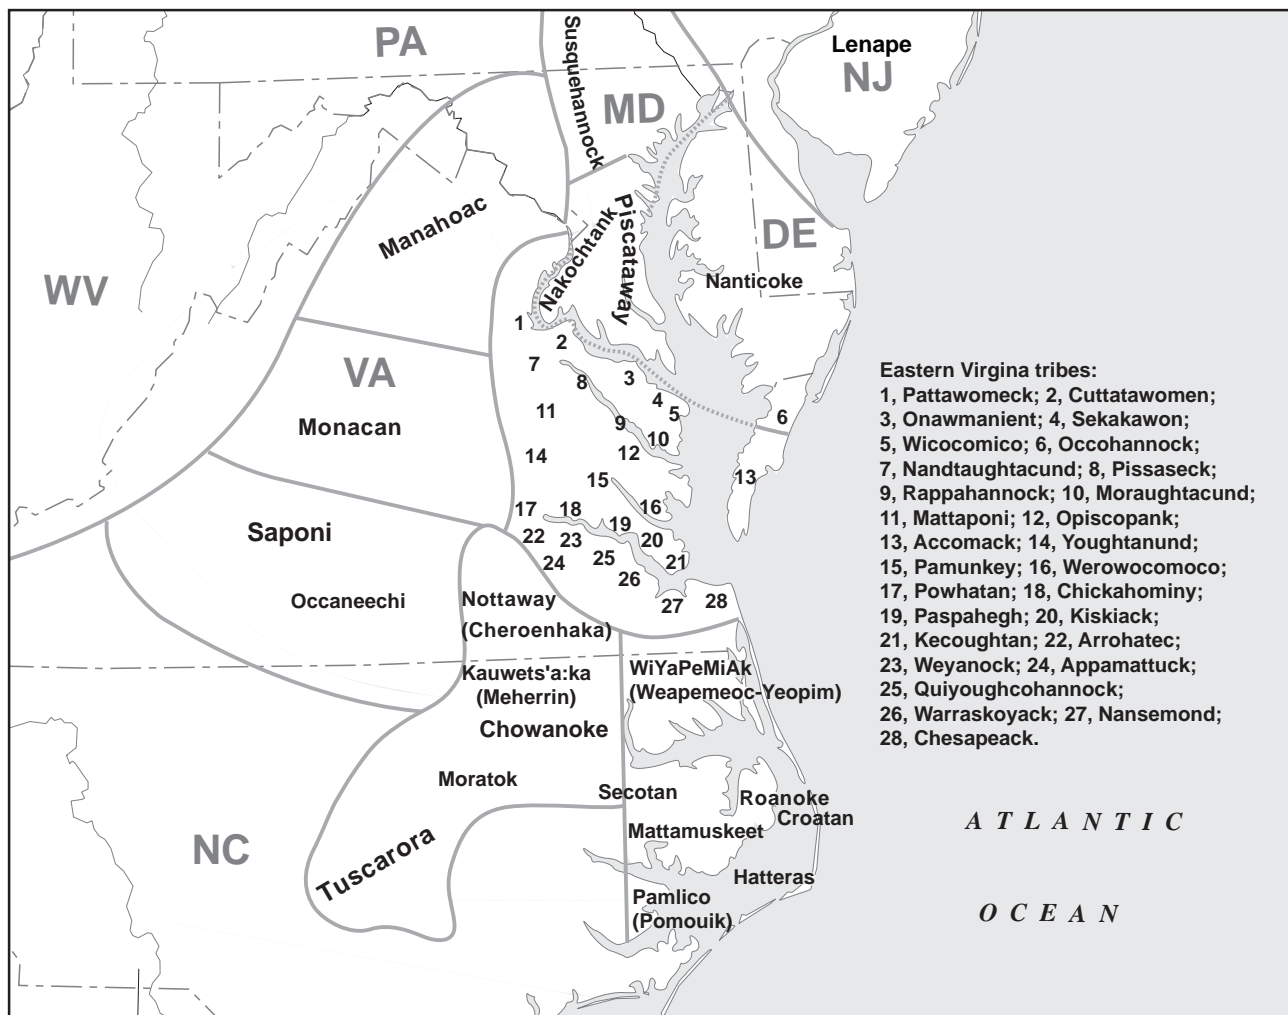 PA
Susquehannock
MD
Lenape
NJ
Manahoac
Nakochtank
Piscataway
DE
Nanticoke
WV
VA
Monacan
1
2
7
3
8
4
5
6
11
9
10
12
14
13
15
16
17
18
19
22
23
20
24
25
21
26
27
28
Eastern Virgina tribes:
1, Pattawomeck; 2, Cuttatawomen;
3, Onawmanient; 4, Sekakawon;
5, Wicocomico; 6, Occohannock;
7, Nandtaughtacund; 8, Pissaseck;
9, Rappahannock; 10, Moraughtacund;
11, Mattaponi; 12, Opiscopank;
13, Accomack; 14, Youghtanund;
15, Pamunkey; 16, Werowocomoco;
17, Powhatan; 18, Chickahominy;
19, Paspahegh; 20, Kiskiack;
21, Kecoughtan; 22, Arrohatec;
23, Weyanock; 24, Appamattuck;
25, Quiyoughcohannock;
26, Warraskoyack; 27, Nansemond;
28, Chesapeack.
Saponi
Occaneechi
Nottaway
(Cheroenhaka)
Kauwets'a:ka
(Meherrin)
WiYaPeMiAk
(Weapemeoc-Yeopim)
Chowanoke
Moratok
Secotan
Roanoke
Croatan
Mattamuskeet
Tuscarora
NC
Hatteras
Pamlico
(Pomouik)
ATLANTIC
OCEAN